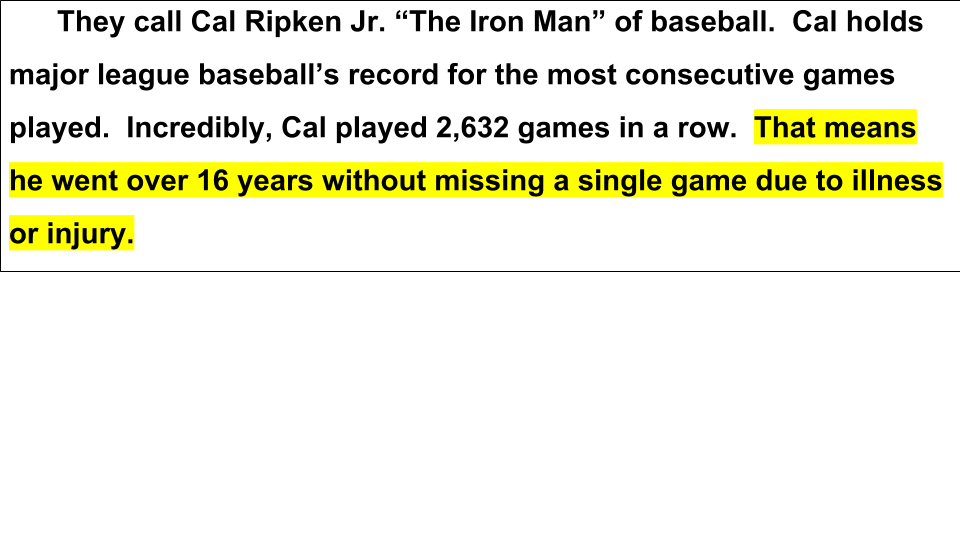 They call Cal Ripken Jr. “The Iron Man” of baseball.  Cal holds
major league baseball’s record for the most consecutive games
played.  Incredibly, Cal played 2,632 games in a row.  That means
he went over 16 years without missing a single game due to illness
or injury.